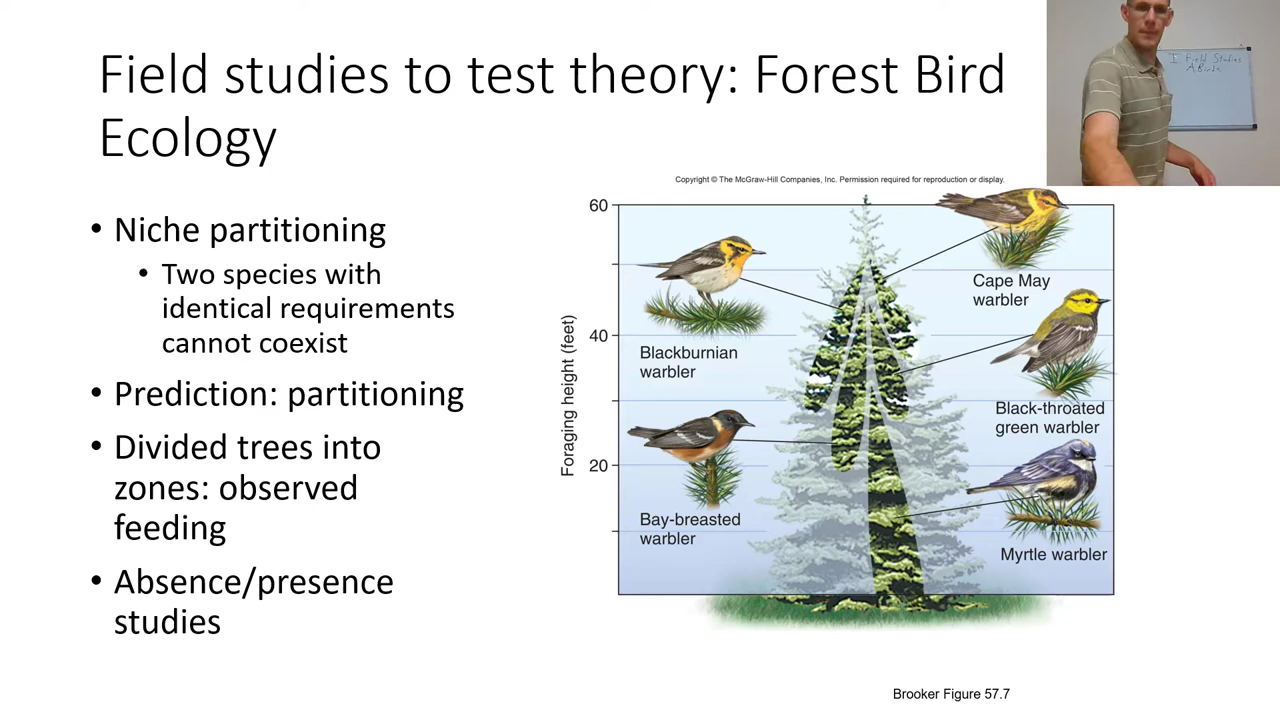 Field studies to test theory: Forest Bird
Ecology
I. Field Studies
A Birds
• Niche partitioning
• Two species with
identical requirements
cannot coexist
• Prediction: partitioning
• Divided trees into
zones: observed
feeding
• Absence/presence
studies
Copyright © The McGraw-Hill Companies, Inc. Permission required for reproduction or display.
Foraging height (feet)
60
40
20
Cape May
warbler
Blackburnian
warbler
Black-throated
green warbler
Bay-breasted
warbler
Myrtle warbler
Brooker Figure 57.7